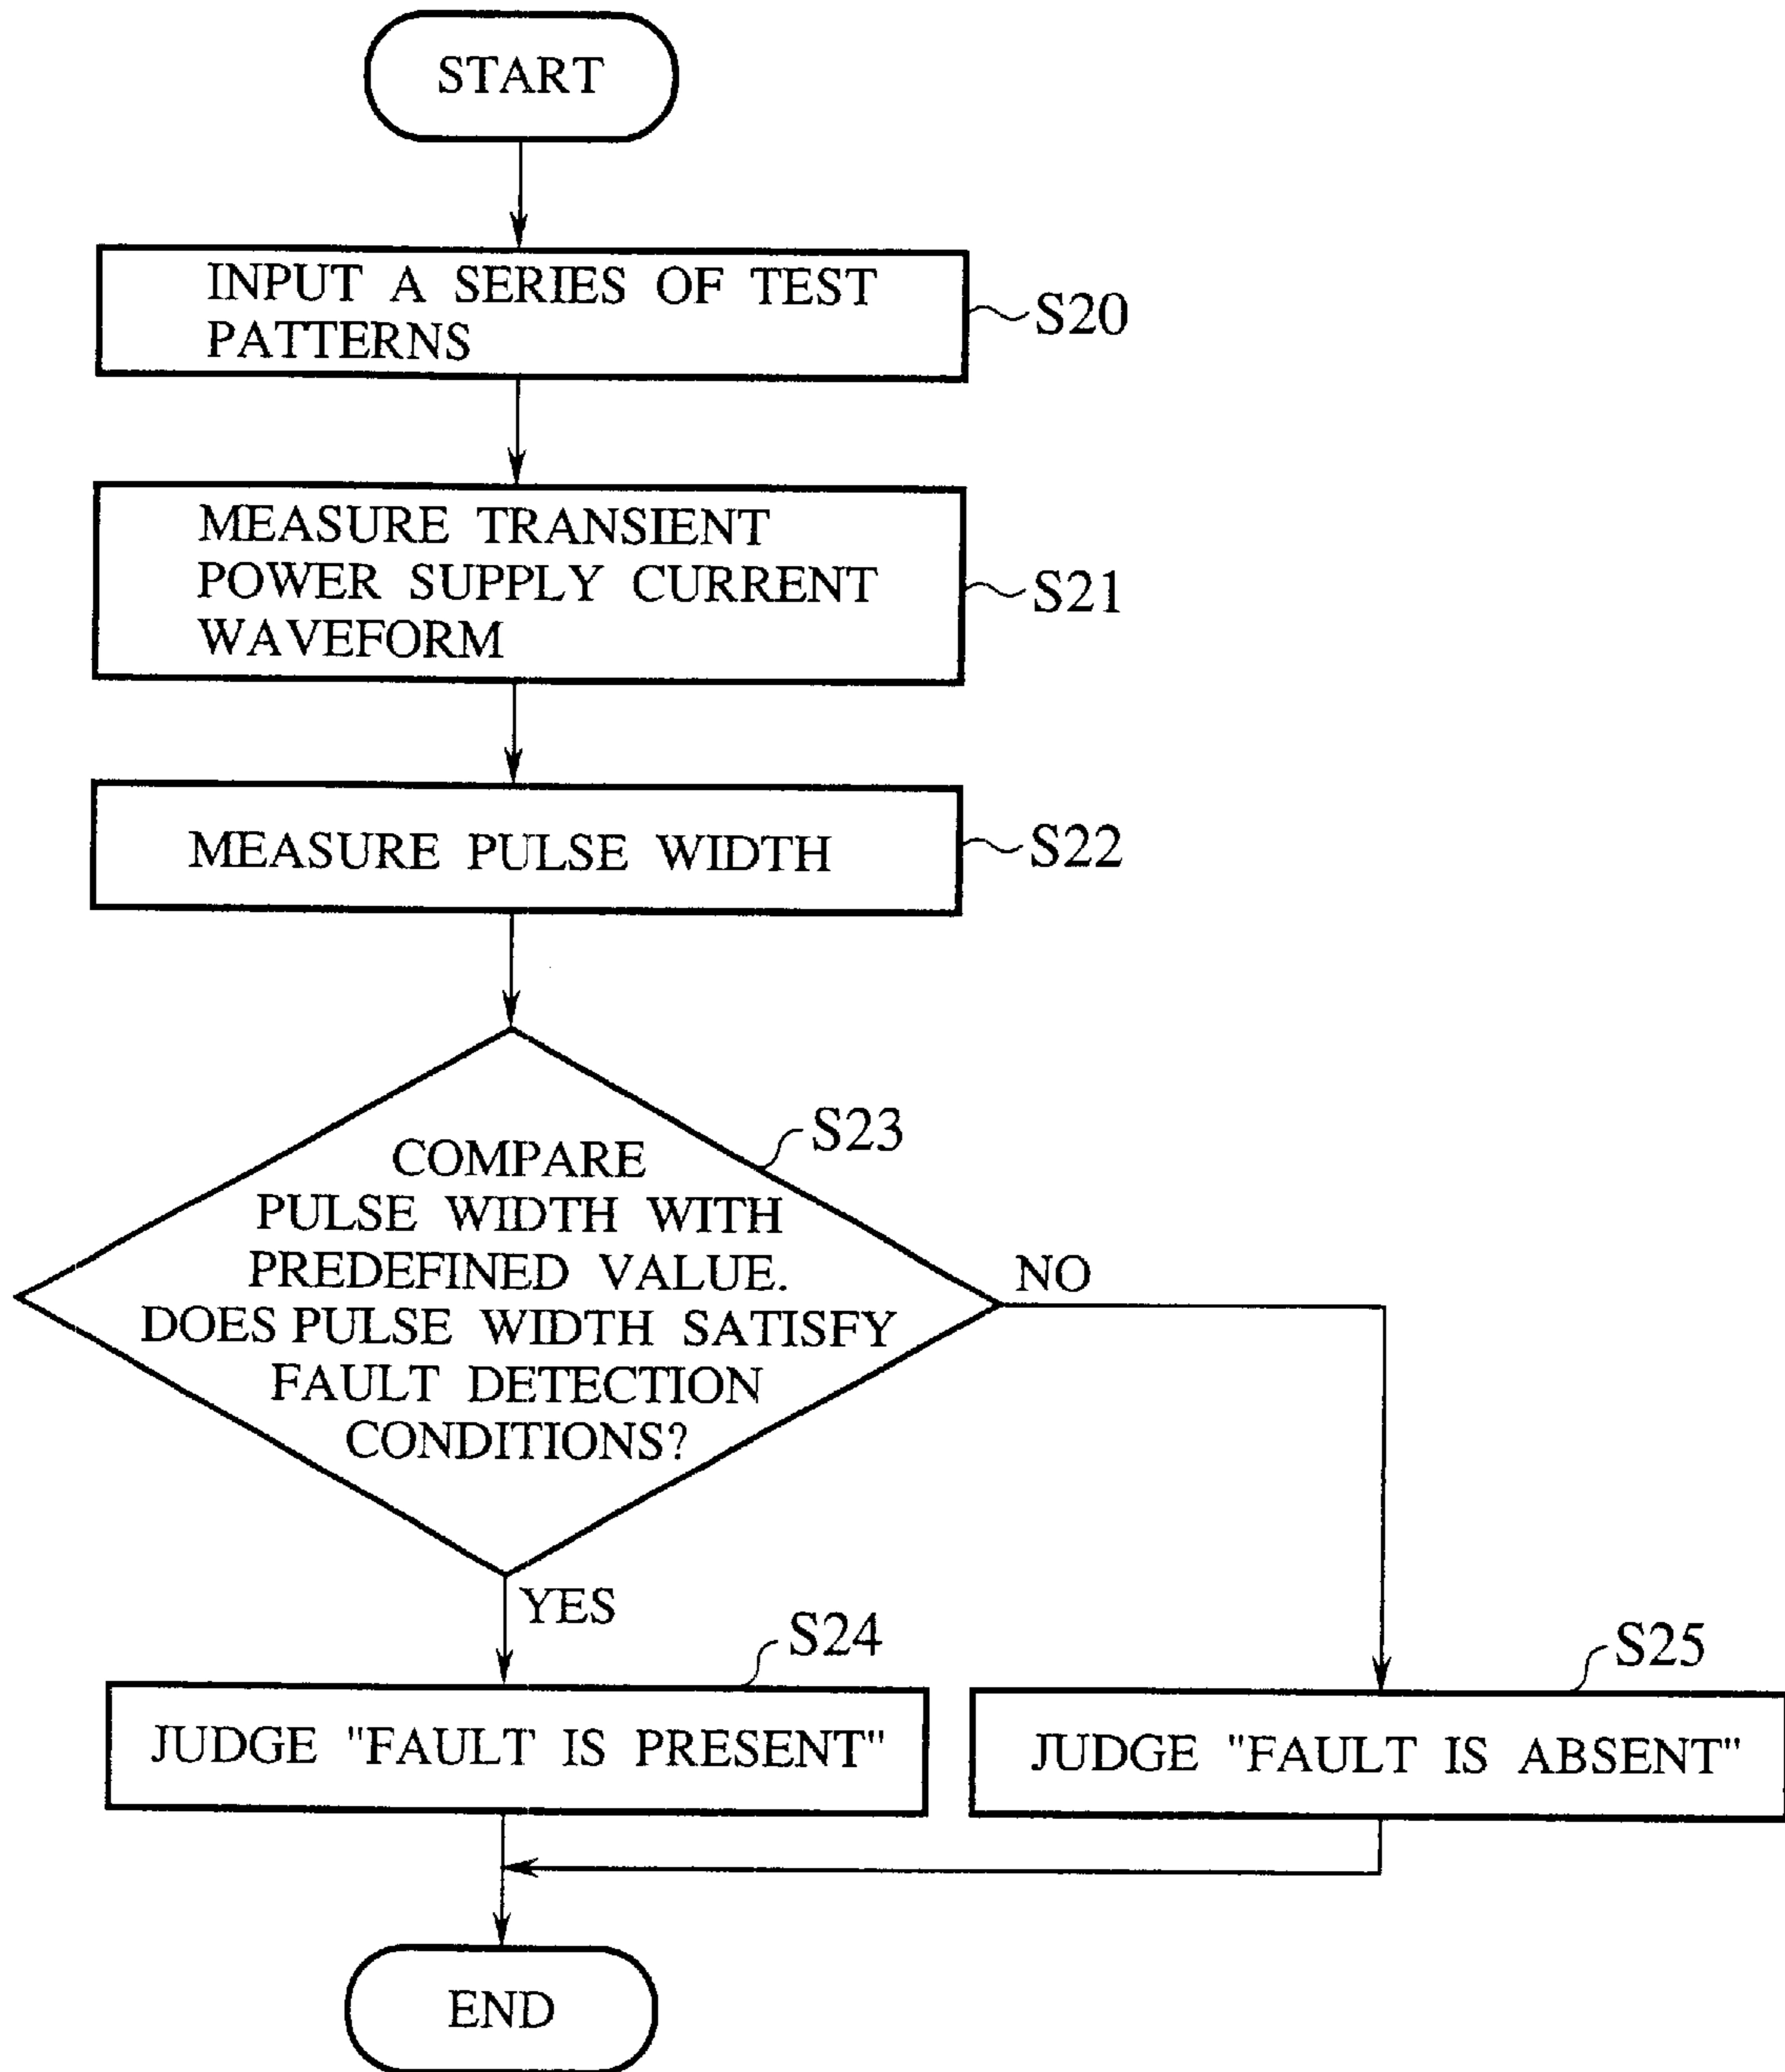 START
INPUT A SERIES OF TEST
PATTERNS
S20
MEASURE TRANSIENT
POWER SUPPLY CURRENT
WAVEFORM
S21
MEASURE PULSE WIDTH
S22
S23
COMPARE
PULSE WIDTH WITH
PREDEFINED VALUE.
DOES PULSE WIDTH SATISFY
FAULT DETECTION
CONDITIONS?
NO
YES
S24
JUDGE "FAULT IS PRESENT"
S25
JUDGE "FAULT IS ABSENT"
END